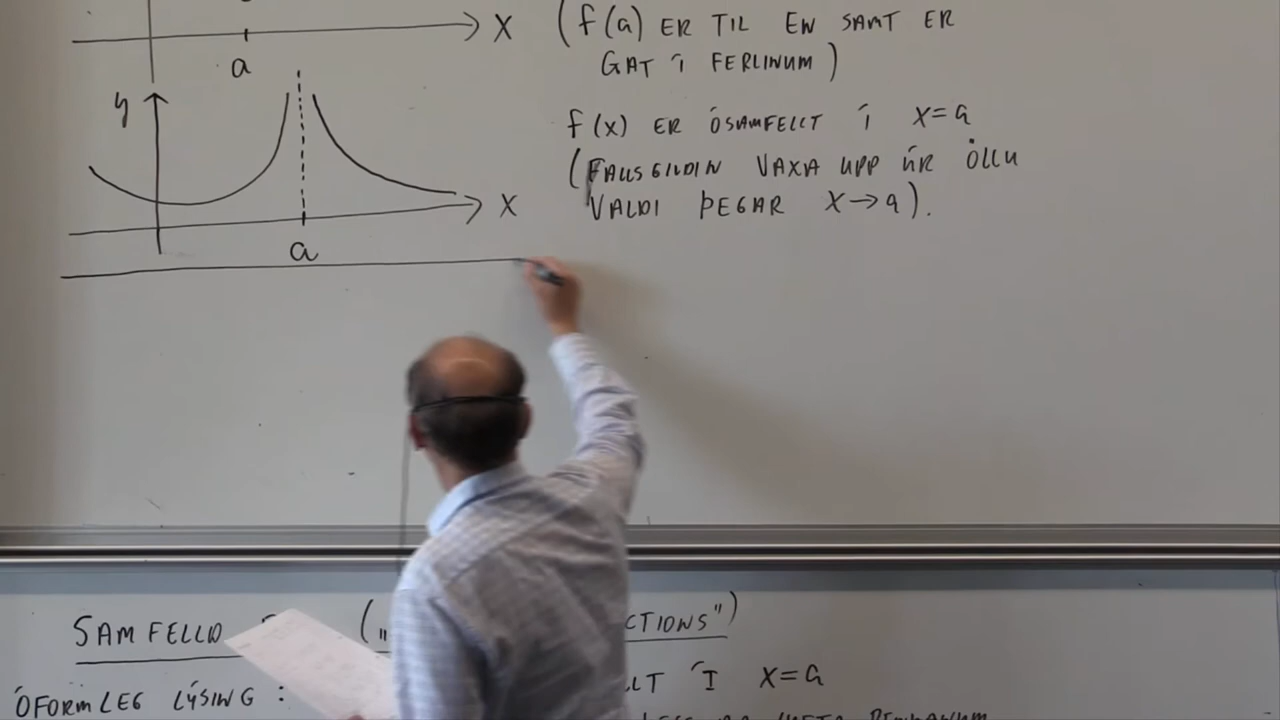 X
(f(a) ER TIL EN SAMT ER
a
GAT Í FERLINUM)
y
f(x) ER ÓSAMFELLT Í X=a
(FALLSGILDIN VAXA UPP ÚR ÖLLU
X
VALDI ÞEGAR X→a).
a
SAMFELLD („ CTIONS")
LT Í X=a
ÓFORMLEG LÝSING: